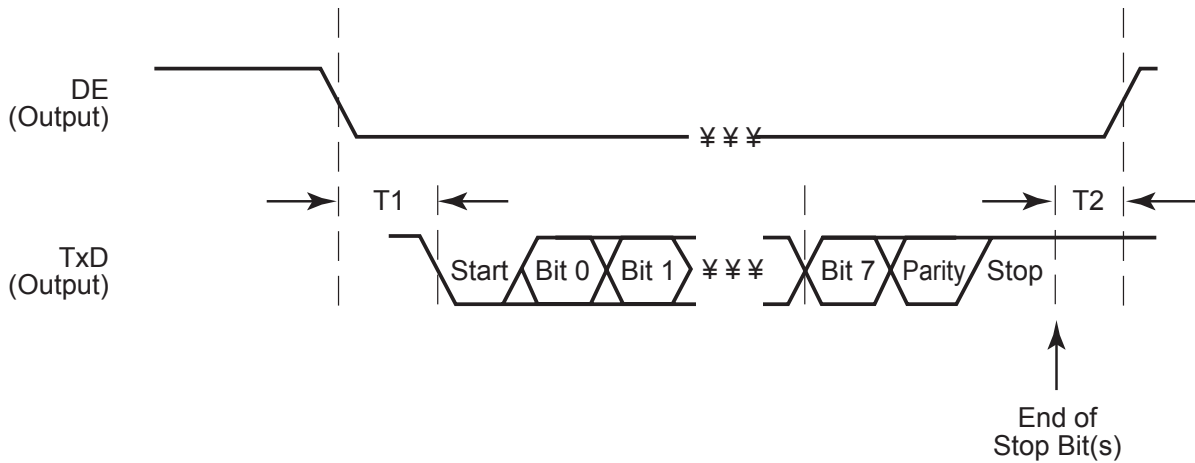 DE
(Output)
¥ ¥ ¥
T1
T2
TxD
(Output)
Start
Bit 0
Bit 1
¥ ¥ ¥
Bit 7
Parity
Stop
End of
Stop Bit(s)